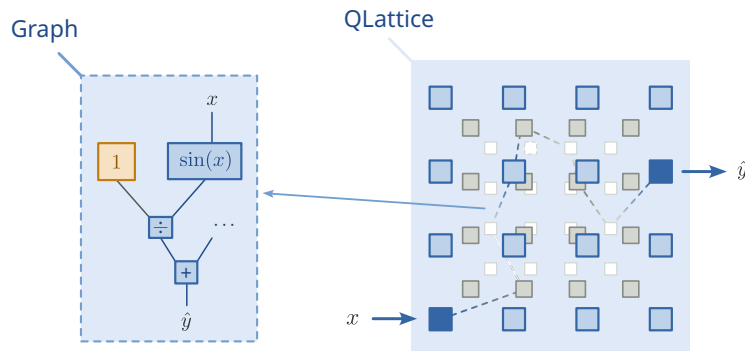 Graph
QLattice
x
1
sin(x)
÷
...
+
ŷ
ŷ
x